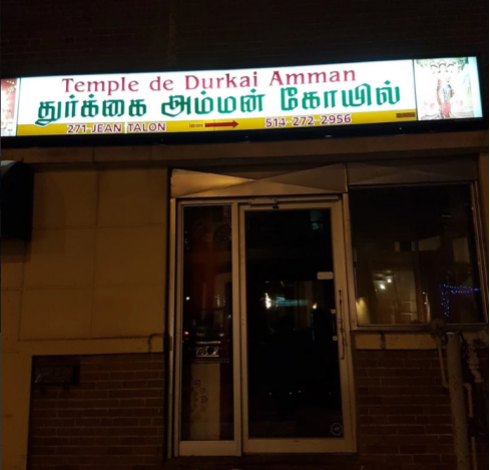 Temple de Durkai Amman
துர்க்கை அம்மன் கோயில்
271-JEAN TALON 514-272-2956